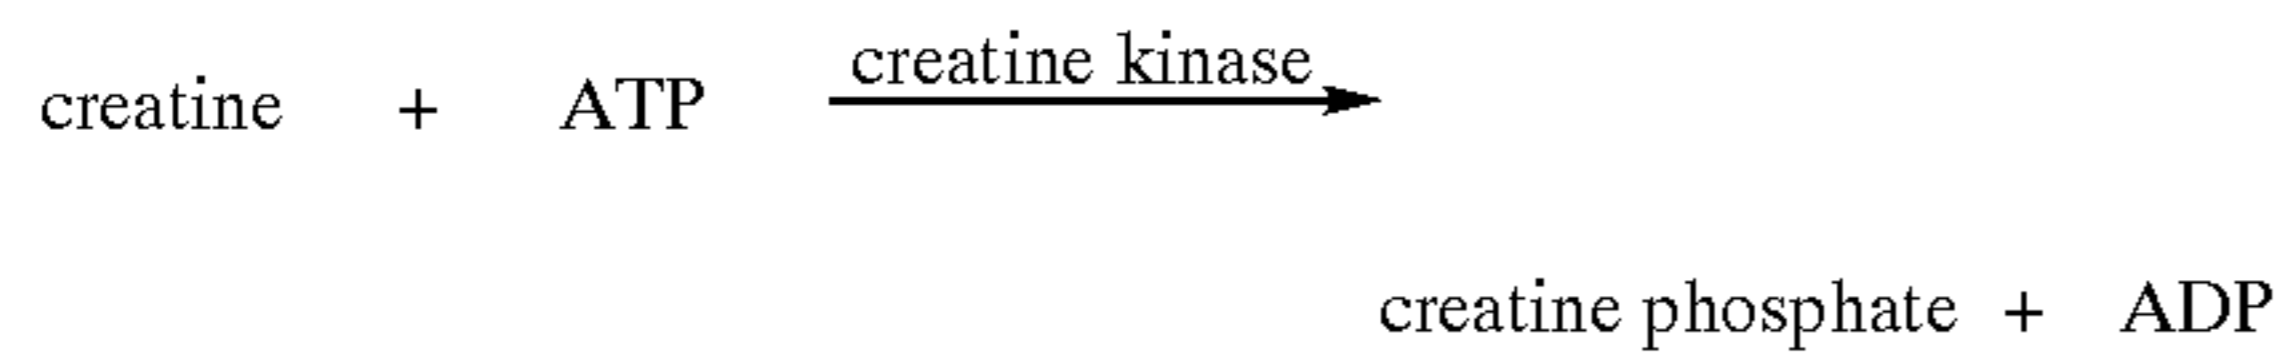 creatine kinase
creatine + ATP
creatine phosphate + ADP